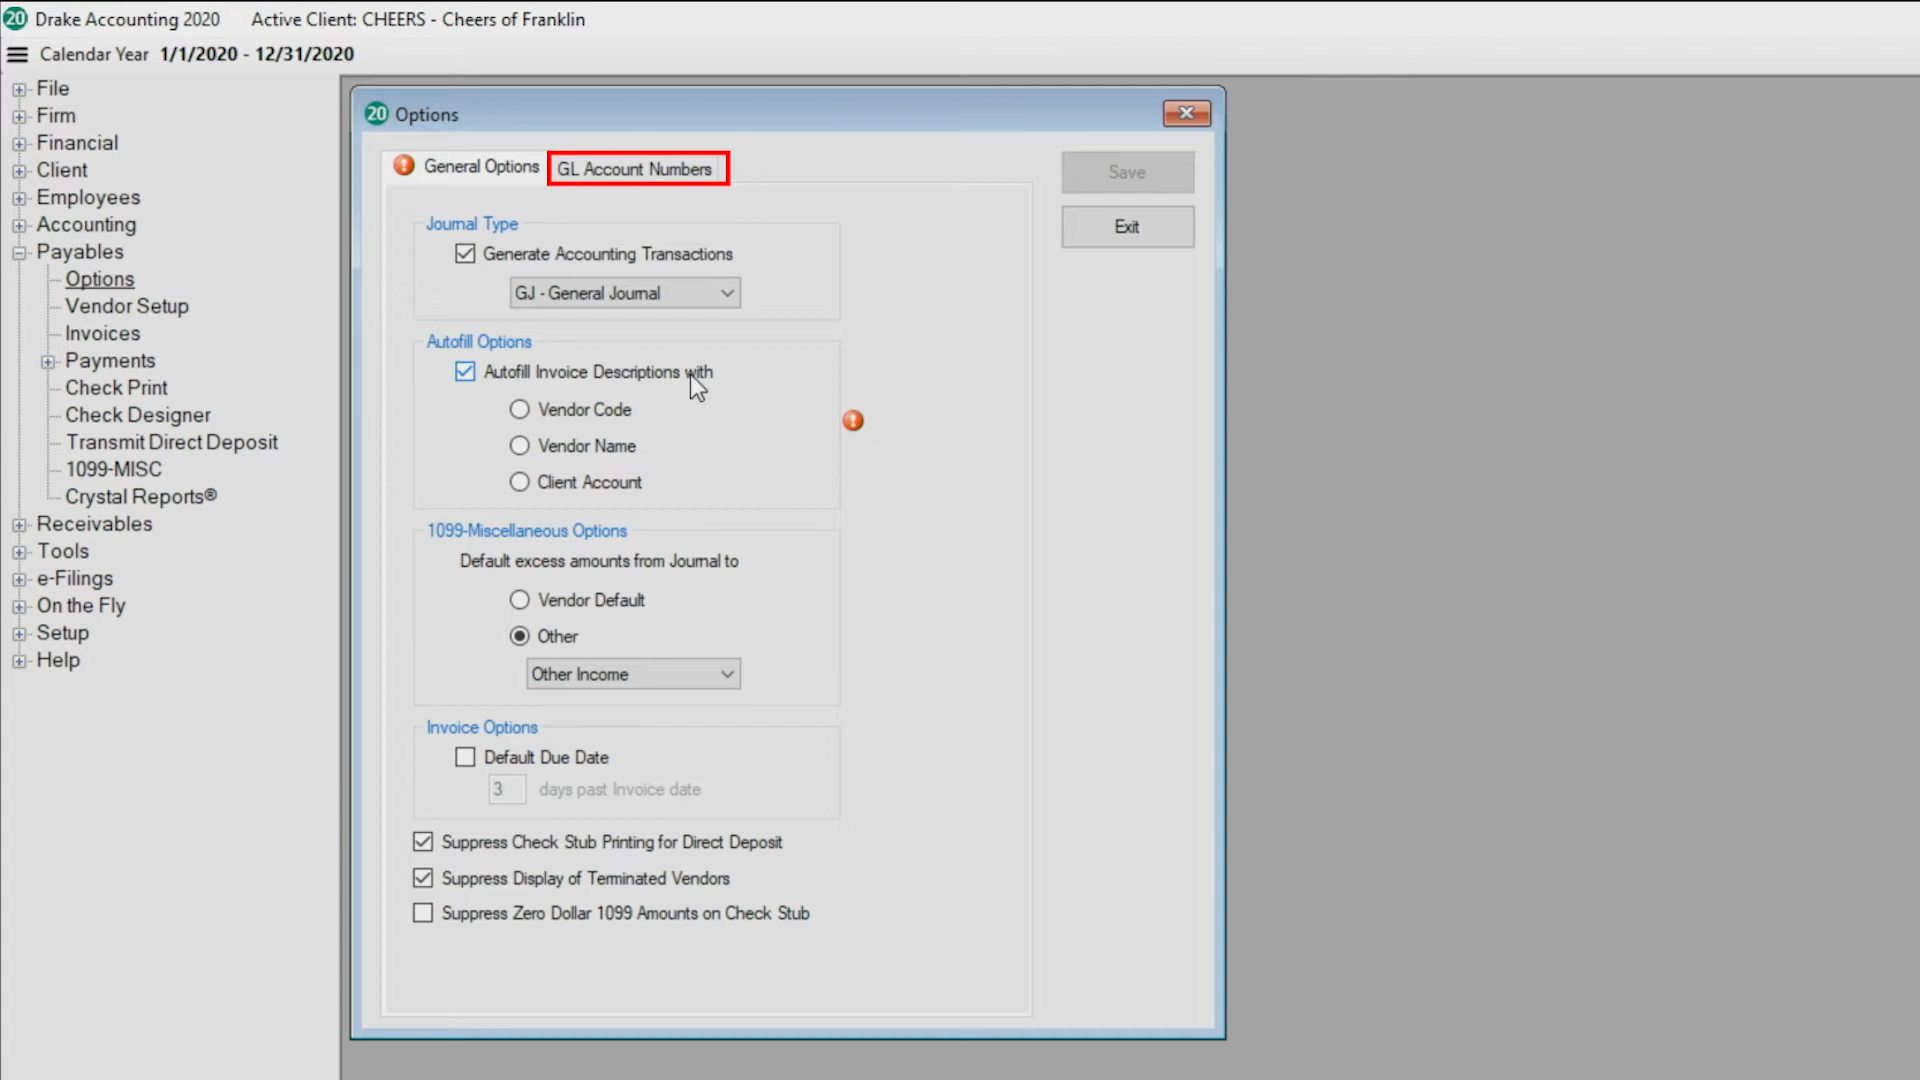 20 Drake Accounting 2020 Active Client: CHEERS - Cheers of Franklin
Calendar Year 1/1/2020 - 12/31/2020
File
Firm
Financial
Client
Employees
Accounting
Payables
Options
Vendor Setup
Invoices
Payments
Check Print
Check Designer
Transmit Direct Deposit
1099-MISC
Crystal Reports®
Receivables
Tools
e-Filings
On the Fly
Setup
Help
20 Options
General Options GL Account Numbers
Save
Exit
Journal Type
Generate Accounting Transactions
GJ - General Journal
Autofill Options
Autofill Invoice Descriptions with
Vendor Code
Vendor Name
Client Account
1099-Miscellaneous Options
Default excess amounts from Journal to
Vendor Default
Other
Other Income
Invoice Options
Default Due Date
3 days past Invoice date
Suppress Check Stub Printing for Direct Deposit
Suppress Display of Terminated Vendors
Suppress Zero Dollar 1099 Amounts on Check Stub